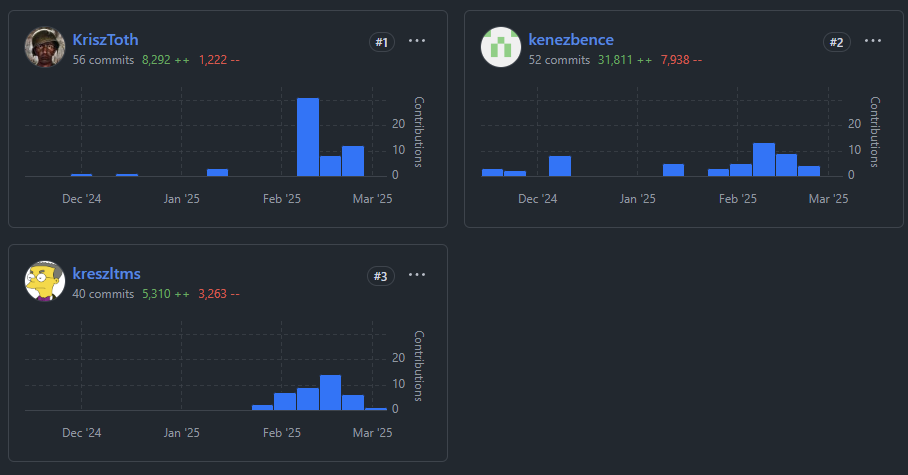 KriszToth
#1
56 commits 8,292 ++ 1,222 --
Contributions
20
10
0
Dec '24 Jan '25 Feb '25 Mar '25
kenezbence
#2
52 commits 31,811 ++ 7,938 --
Contributions
20
10
0
Dec '24 Jan '25 Feb '25 Mar '25
kreszltms
#3
40 commits 5,310 ++ 3,263 --
Contributions
20
10
0
Dec '24 Jan '25 Feb '25 Mar '25